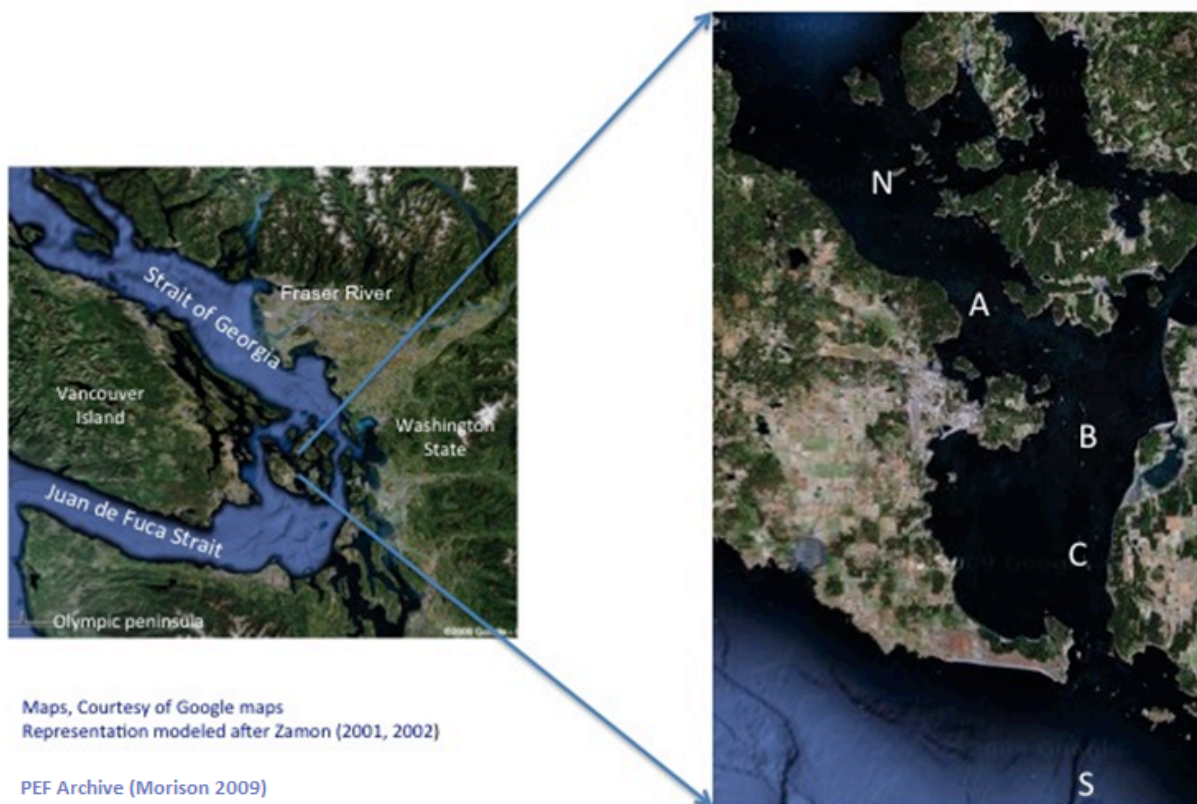 Strait of Georgia
Fraser River
Vancouver
Island
Washington
State
Juan de Fuca Strait
Olympic peninsula
N
A
B
C
S
Maps, Courtesy of Google maps
Representation modeled after Zamon (2001, 2002)
PEF Archive (Morison 2009)